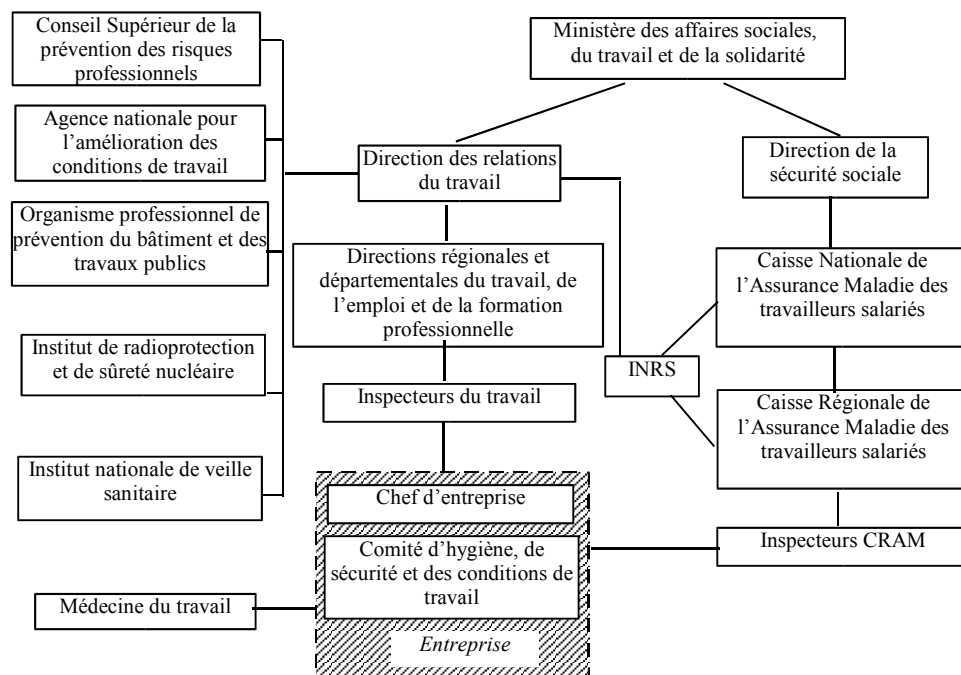 Conseil Supérieur de la
prévention des risques
professionnels
Ministère des affaires sociales,
du travail et de la solidarité
Agence nationale pour
l’amélioration des
conditions de travail
Direction des relations
du travail
Direction de la
sécurité sociale
Organisme professionnel de
prévention du bâtiment et des
travaux publics
Directions régionales et
départementales du travail, de
l’emploi et de la formation
professionnelle
Caisse Nationale de
l’Assurance Maladie des
travailleurs salariés
Institut de radioprotection
et de sûreté nucléaire
INRS
Inspecteurs du travail
Caisse Régionale de
l’Assurance Maladie des
travailleurs salariés
Institut nationale de veille
sanitaire
Chef d’entreprise
Comité d’hygiène, de
sécurité et des conditions de
travail
Inspecteurs CRAM
Médecine du travail
Entreprise